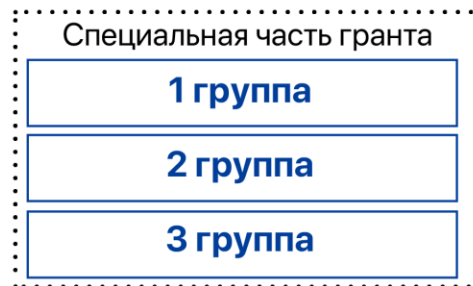 Специальная часть гранта
1 группа
2 группа
3 группа